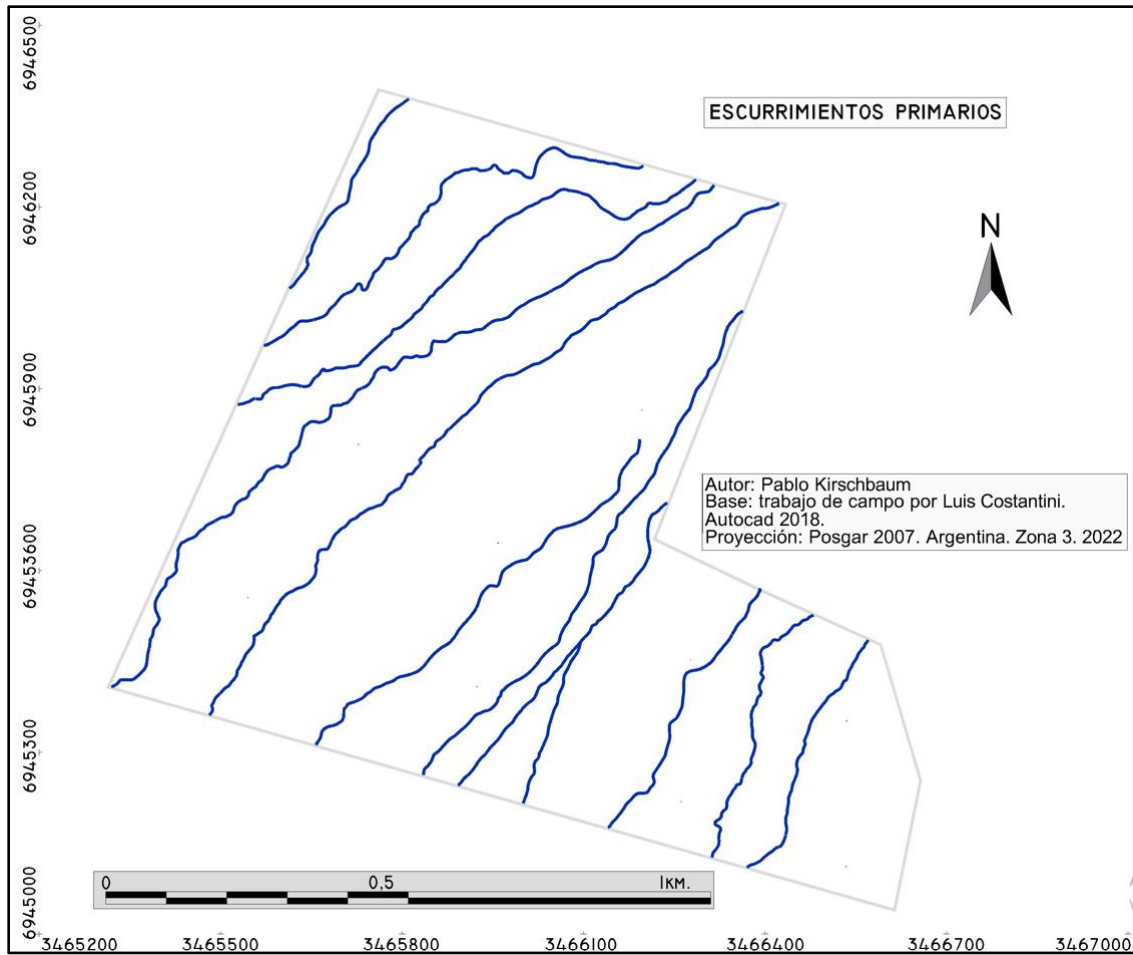 6946500
ESCURRIMIENTOS PRIMARIOS
6946200
N
6945900
Autor: Pablo Kirschbaum
Base: trabajo de campo por Luis Costantini.
Autocad 2018.
Proyección: Posgar 2007. Argentina. Zona 3. 2022
6945600
6945300
0 0,5 1KM.
6945000
3465200 3465500 3465800 3466100 3466400 3466700 3467000